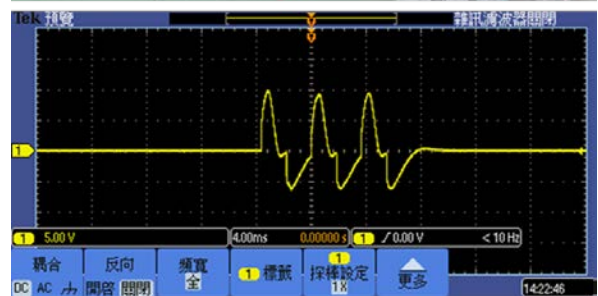 Tek 預覽 雜訊濾波器關閉
1
1 5.00 V 4.00ms 0.00000 s 1 / 0.00 V < 10 Hz
耦合 反向 頻寬 1 標籤 1 探棒設定 更多
DC AC 開啓 關閉 全 1X
14:22:46